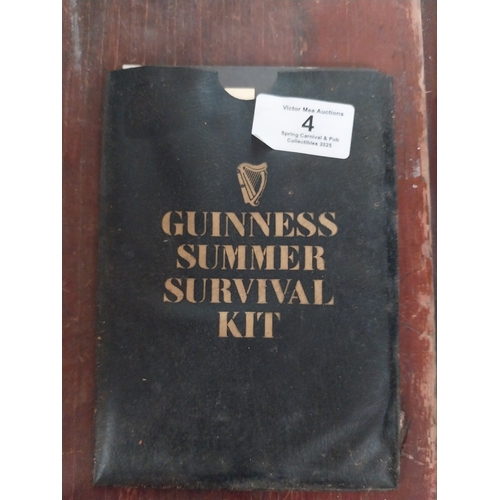 Victor Mee Auctions
4
Spring Carnival & Pub
Collectibles 2025
GUINNESS
SUMMER
SURVIVAL
KIT